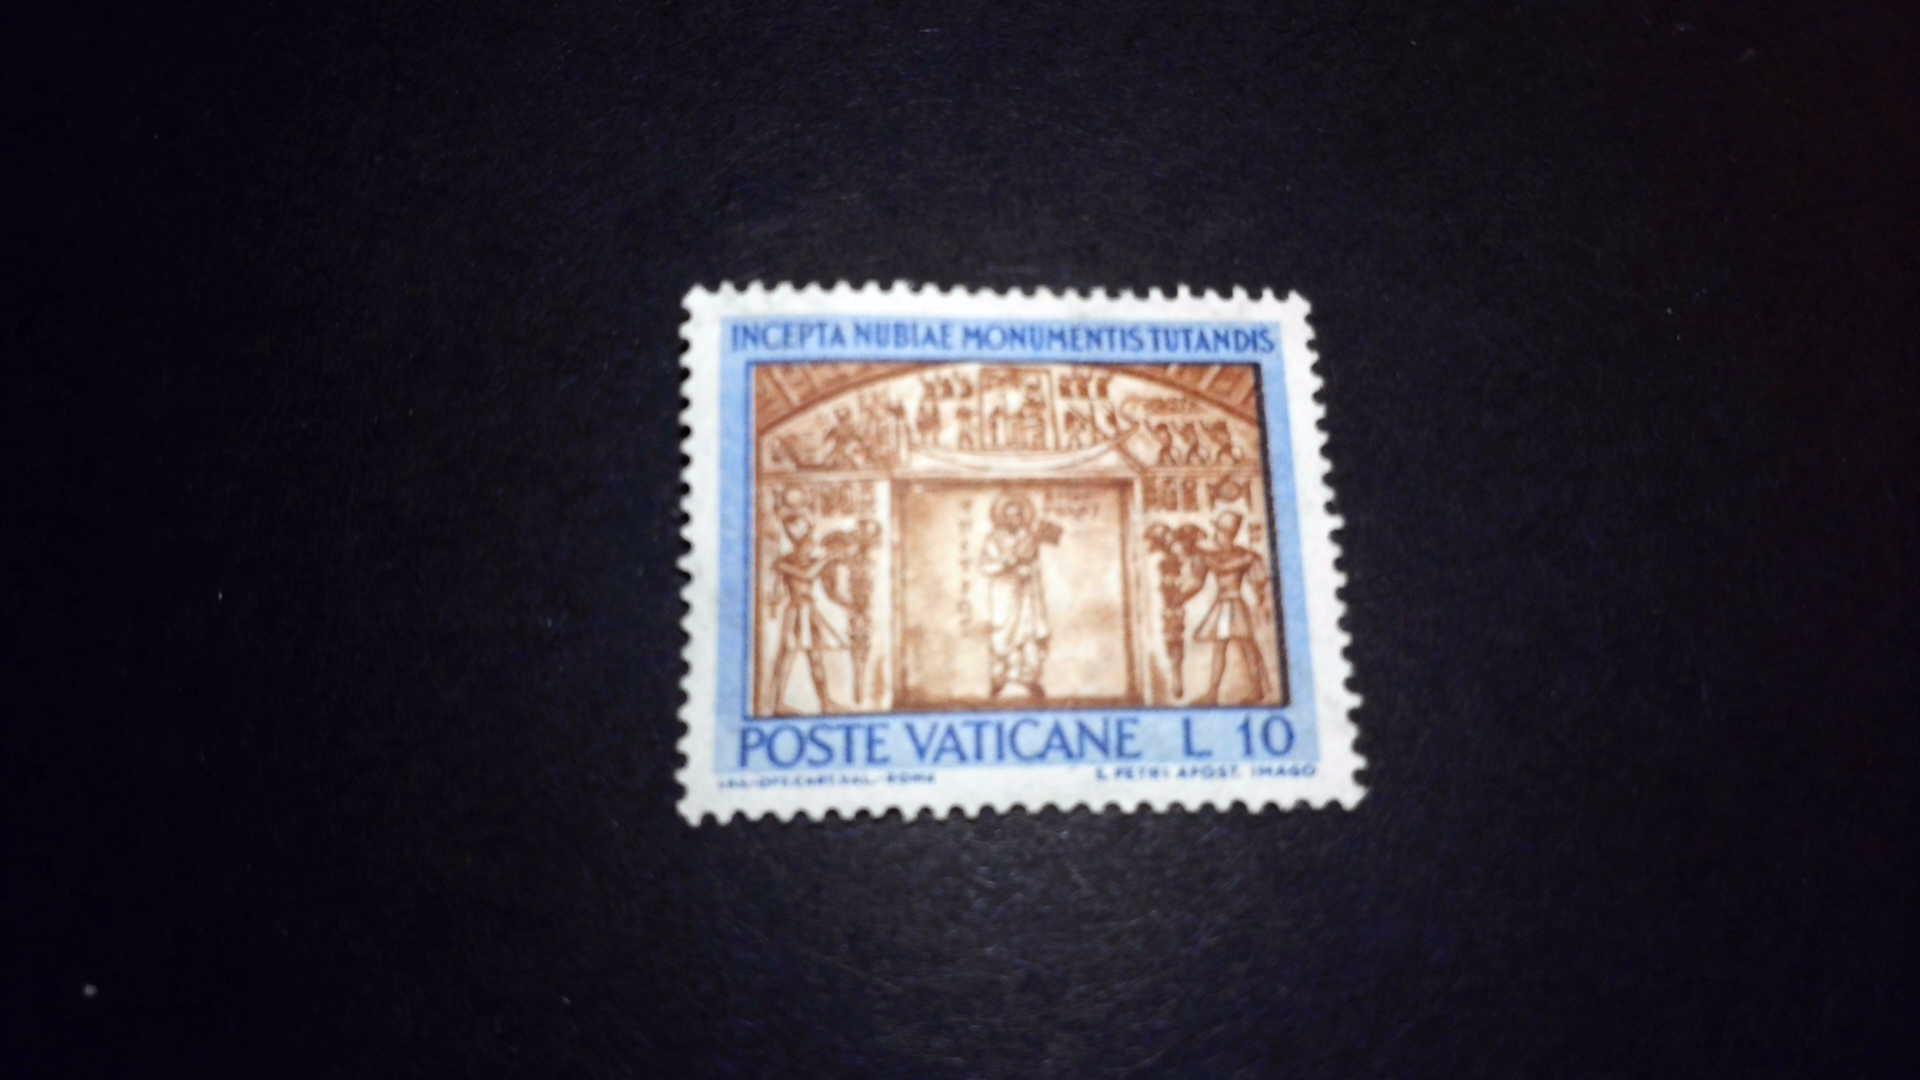 INCEPTA NUBIAE MONUMENTIS TUTANDIS
POSTE VATICANE L 10
S. PETRI APOST. IMAGO